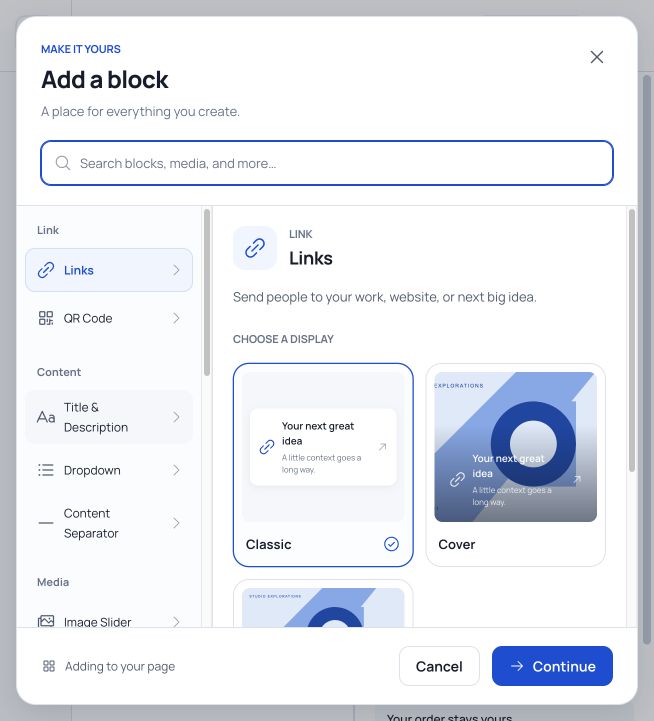 MAKE IT YOURS
Add a block
A place for everything you create.
Search blocks, media, and more...
Link
Links
QR Code
Content
Title &
Description
Dropdown
Content
Separator
Media
Image Slider
LINK
Links
Send people to your work, website, or next big idea.
CHOOSE A DISPLAY
Your next great
idea
A little context goes a
long way.
Classic
EXPLORATIONS
Your next great
idea
A little context goes a
long way.
Cover
STUDIO EXPLORATIONS
Adding to your page
Cancel
Continue
Your order stays yours